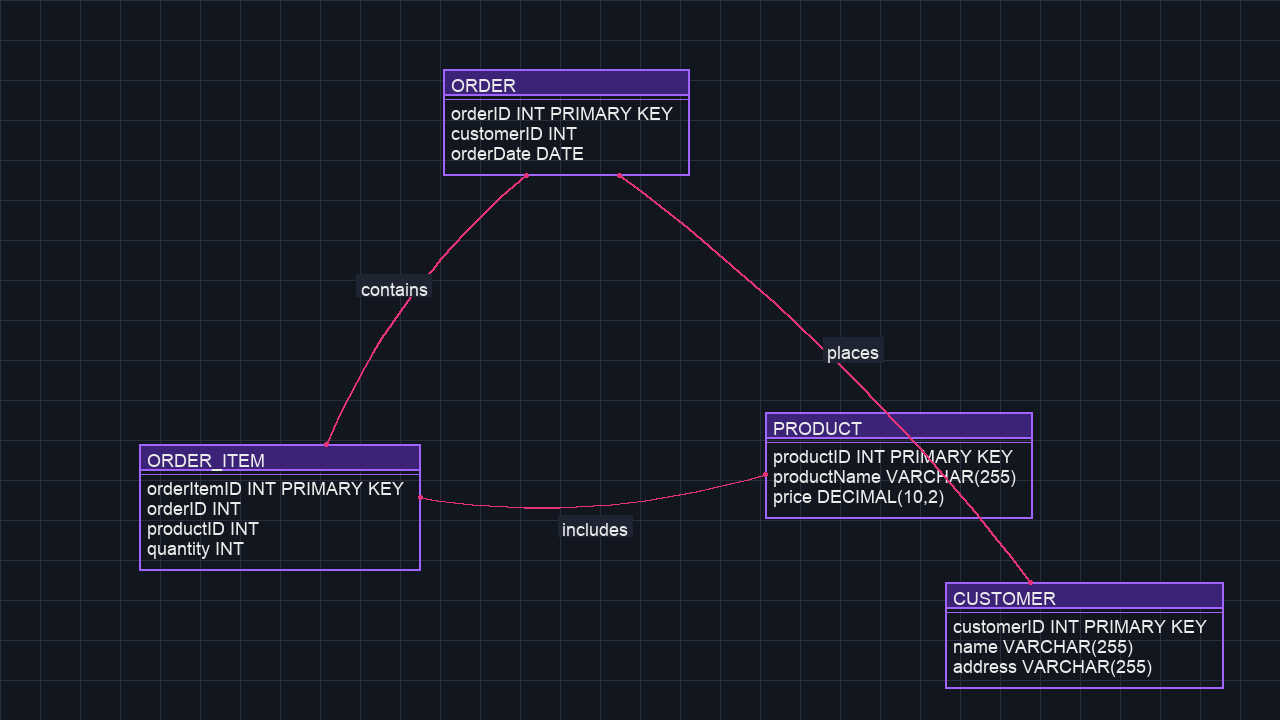 ORDER
orderID INT PRIMARY KEY
customerID INT
orderDate DATE
contains
places
PRODUCT
productID INT PRIMARY KEY
productName VARCHAR(255)
price DECIMAL(10,2)
ORDER_ITEM
orderItemID INT PRIMARY KEY
orderID INT
productID INT
quantity INT
includes
CUSTOMER
customerID INT PRIMARY KEY
name VARCHAR(255)
address VARCHAR(255)